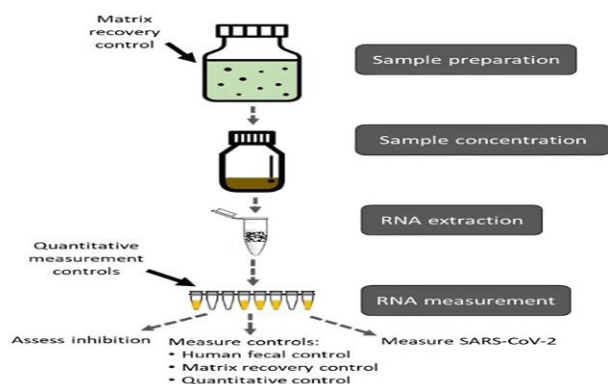 Matrix
recovery
control
Sample preparation
Sample concentration
RNA extraction
Quantitative
measurement
controls
RNA measurement
Assess inhibition
Measure controls:
• Human fecal control
• Matrix recovery control
• Quantitative control
Measure SARS-CoV-2